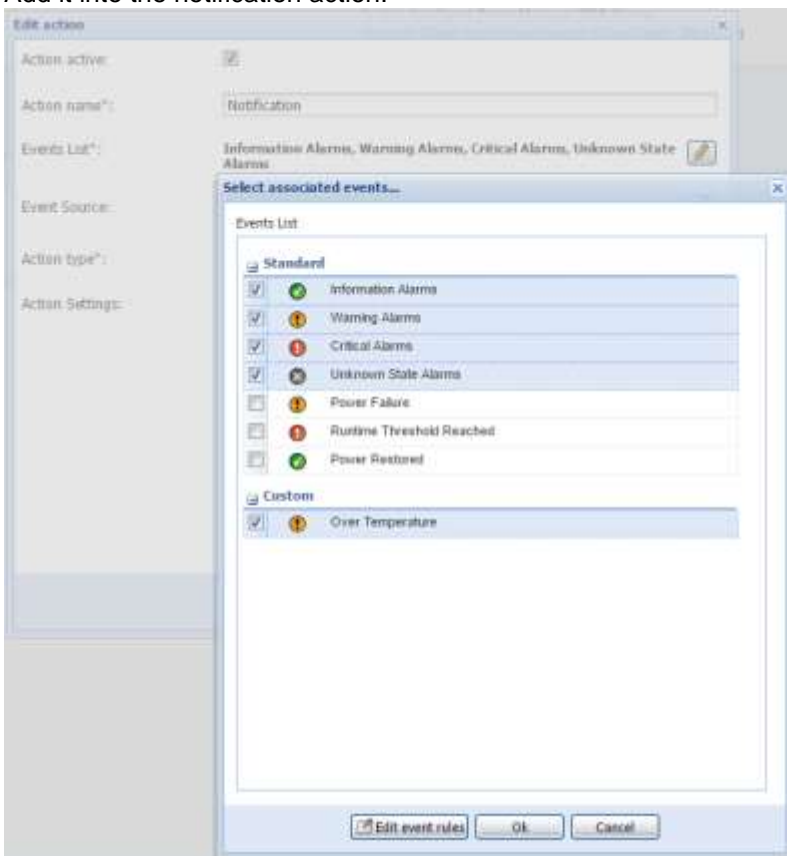 Add it into the notification action.
Edit action
Action active:
Action name*:
Notification
Events List*:
Information Alarms, Warning Alarms, Critical Alarms, Unknown State
Alarms
Select associated events...
Event Source:
Events List
Action type*:
Standard
Action Settings:
Information Alarms
Warning Alarms
Critical Alarms
Unknown State Alarms
Power Failure
Runtime Threshold Reached
Power Restored
Custom
Over Temperature
Edit event rules
Ok
Cancel